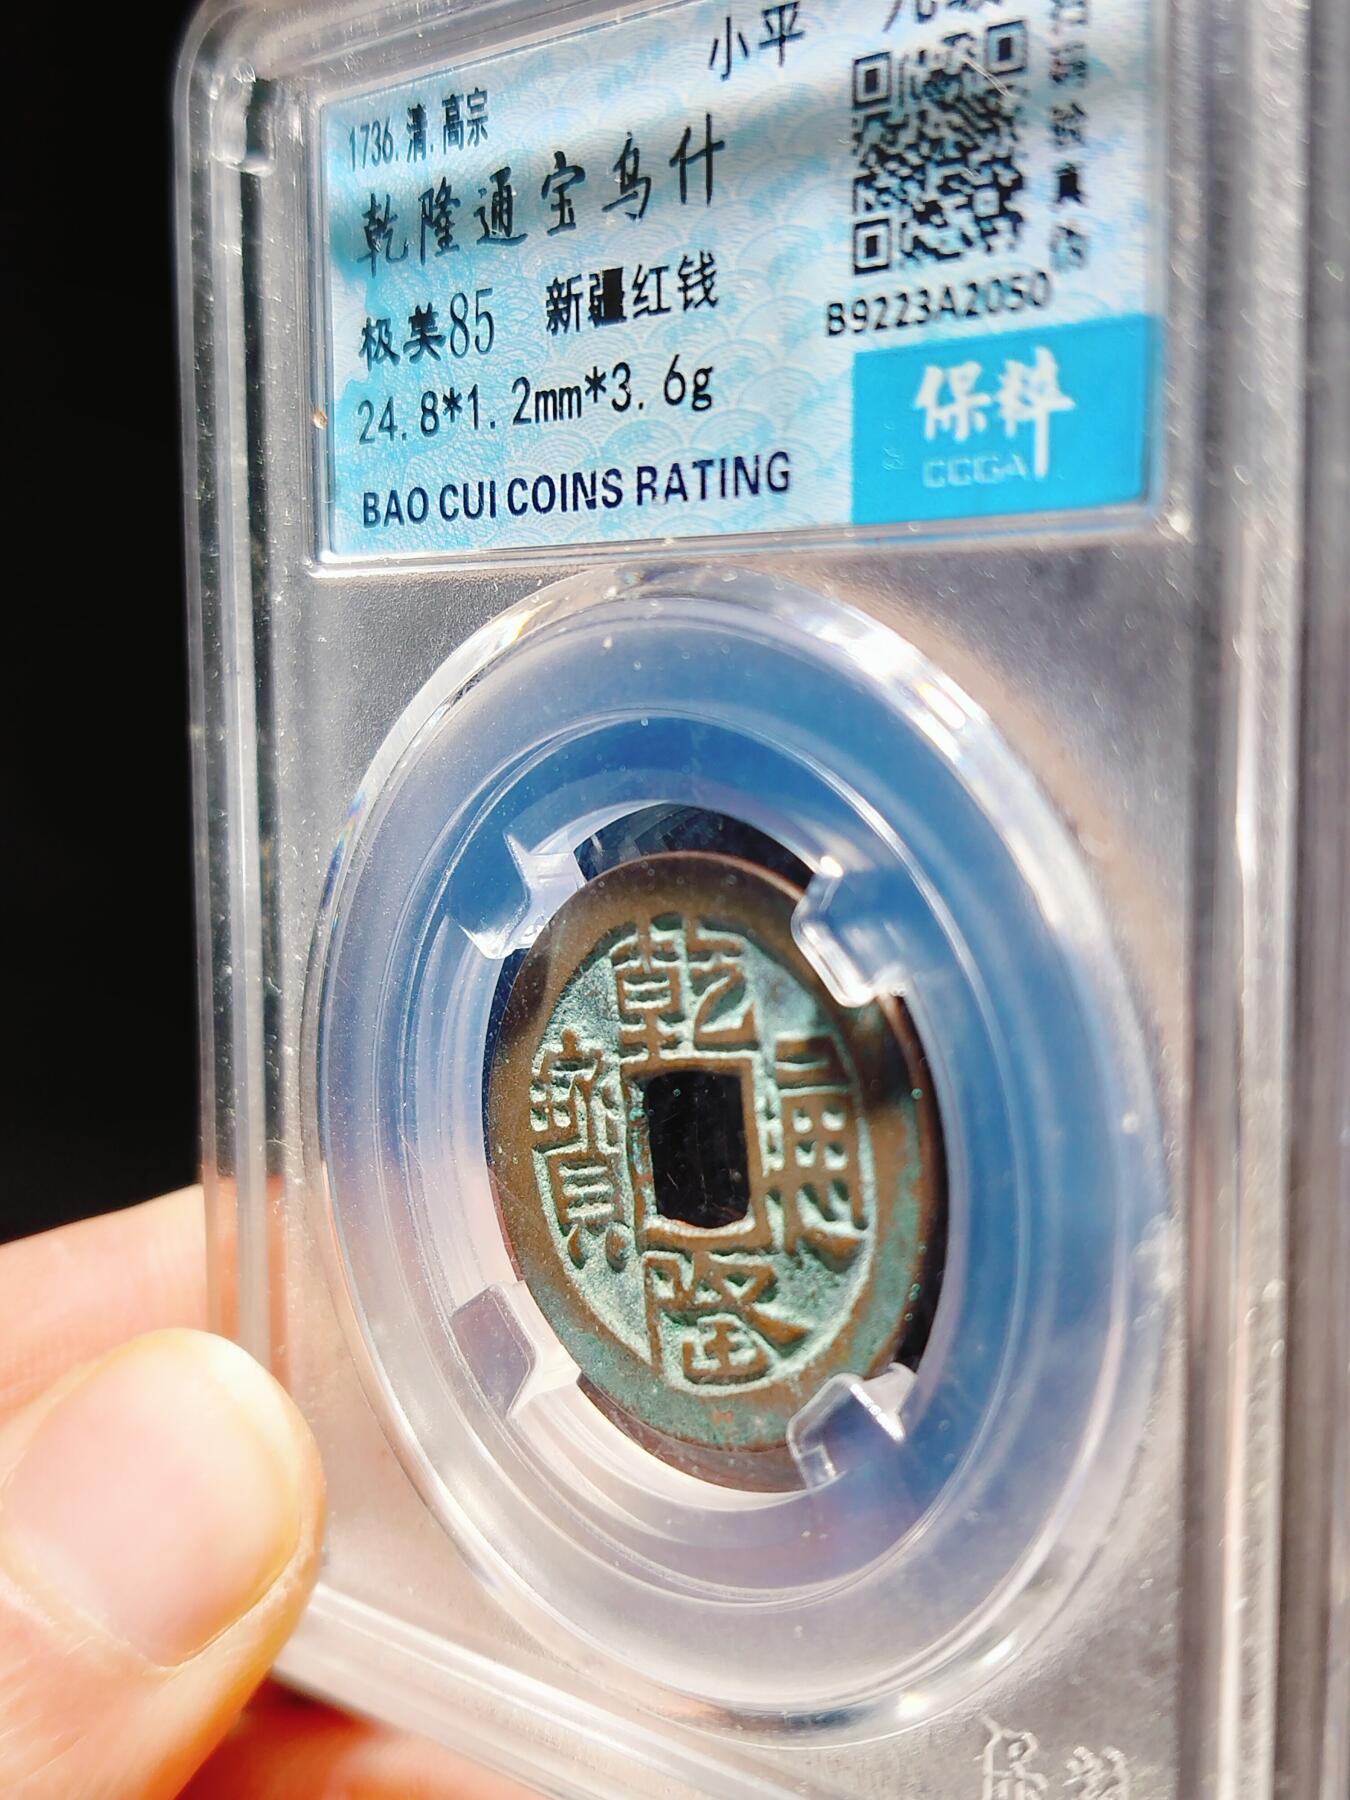 小平
1736.清.高宗
乾隆通宝乌什
极美85 新疆红钱
24.8*1.2mm*3.6g
BAO CUI COINS RATING
B9223A2050
保粹
CCGA
乾隆通寶
保粹